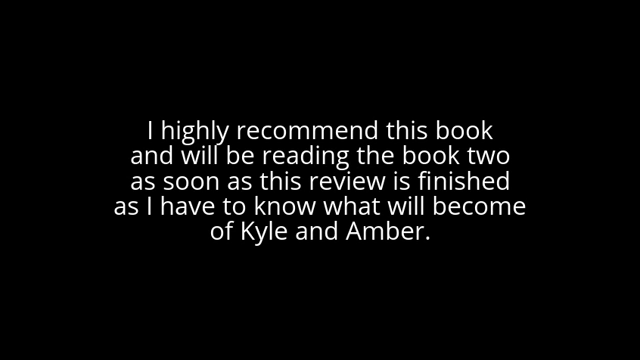 I highly recommend this book
and will be reading the book two
as soon as this review is finished
as I have to know what will become
of Kyle and Amber.